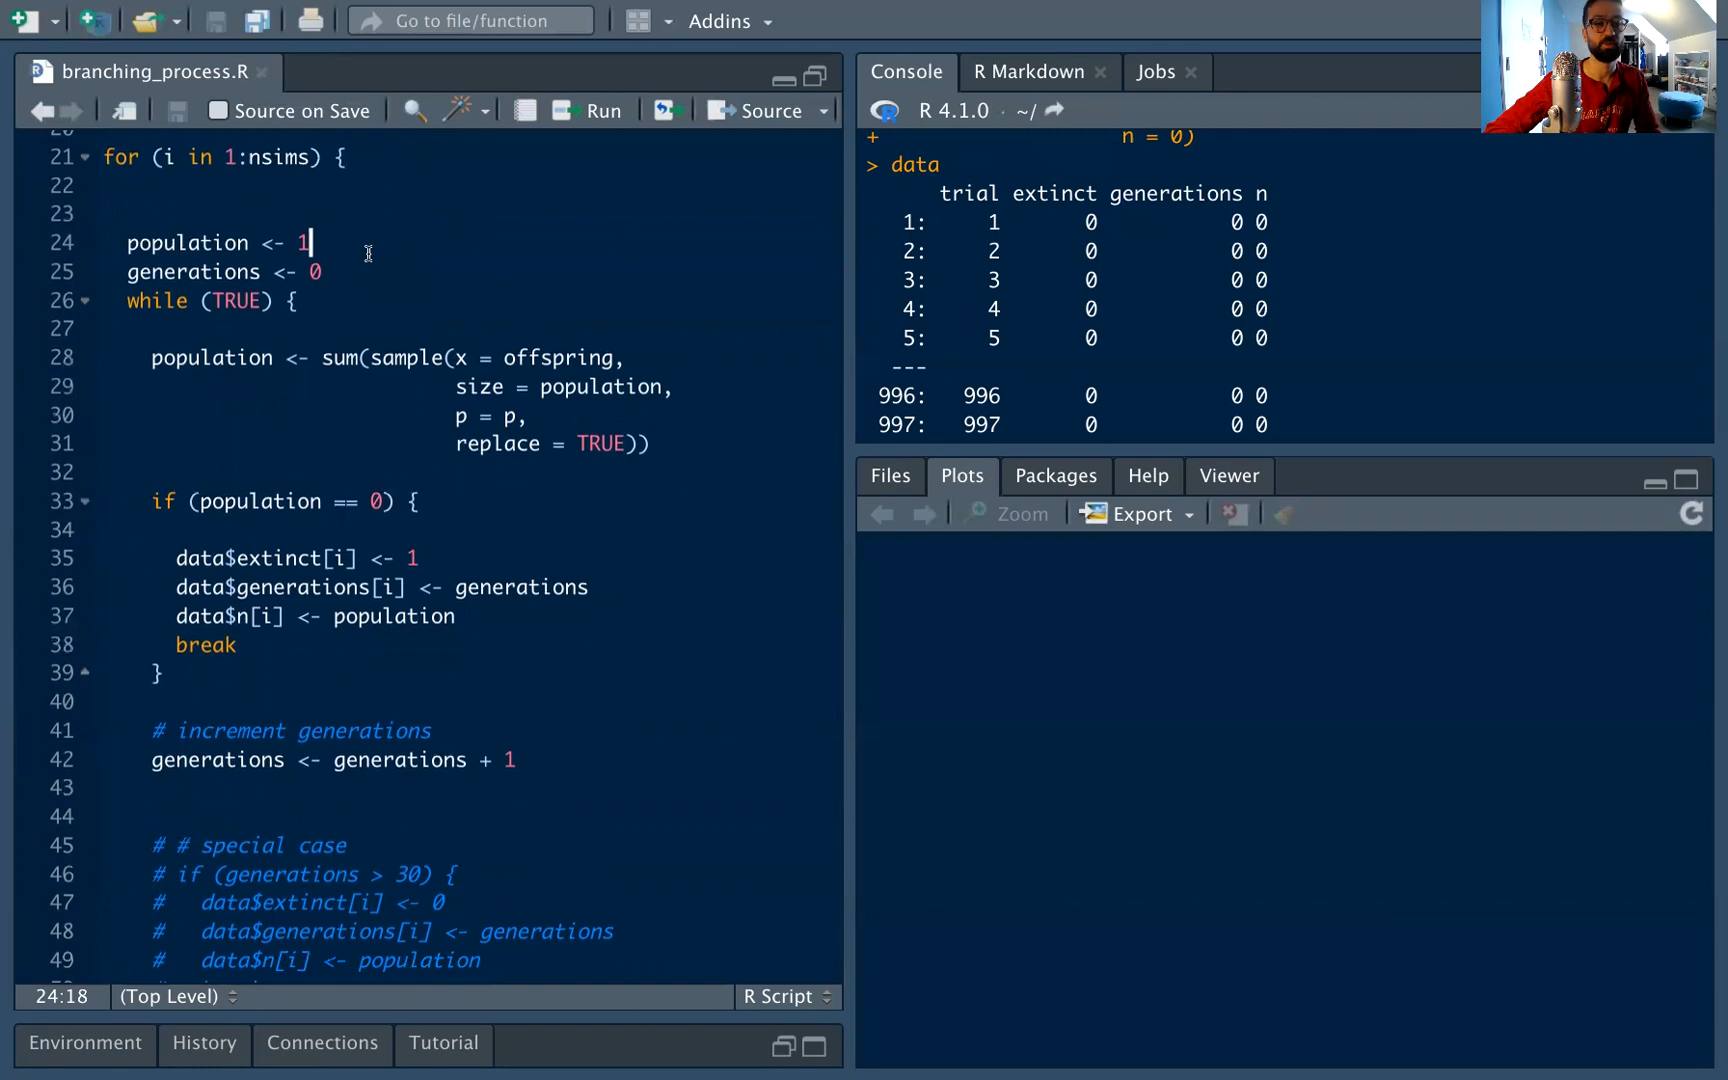 Go to file/function
Addins
branching_process.R
Source on Save
Run
Source
21 for (i in 1:nsims) {
22
23
24 population <- 1
25 generations <- 0
26 while (TRUE) {
27
28 population <- sum(sample(x = offspring,
29 size = population,
30 p = p,
31 replace = TRUE))
32
33 if (population == 0) {
34
35 data$extinct[i] <- 1
36 data$generations[i] <- generations
37 data$n[i] <- population
38 break
39 }
40
41 # increment generations
42 generations <- generations + 1
43
44
45 # # special case
46 # if (generations > 30) {
47 # data$extinct[i] <- 0
48 # data$generations[i] <- generations
49 # data$n[i] <- population
24:18 (Top Level) R Script
Environment History Connections Tutorial
Console R Markdown Jobs
R 4.1.0 · ~/
+ n = 0)
> data
trial extinct generations n
1: 1 0 0 0
2: 2 0 0 0
3: 3 0 0 0
4: 4 0 0 0
5: 5 0 0 0
---
996: 996 0 0 0
997: 997 0 0 0
Files Plots Packages Help Viewer
Zoom Export